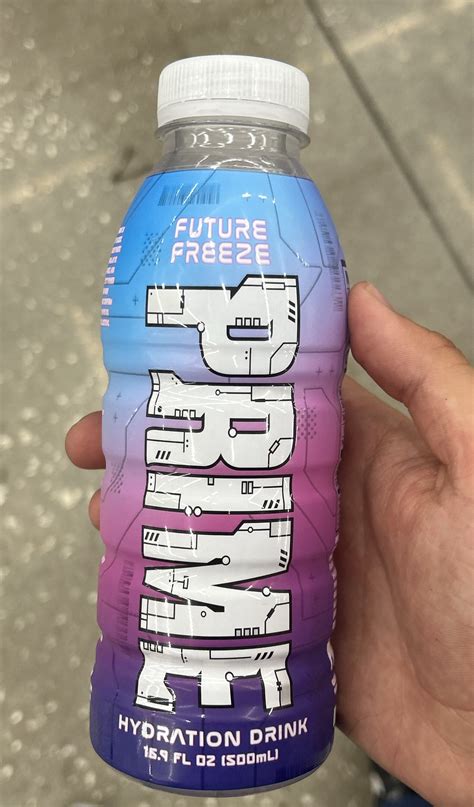 FUTURE
FREEZE
PRIME
HYDRATION DRINK
16.9 FL OZ (500mL)